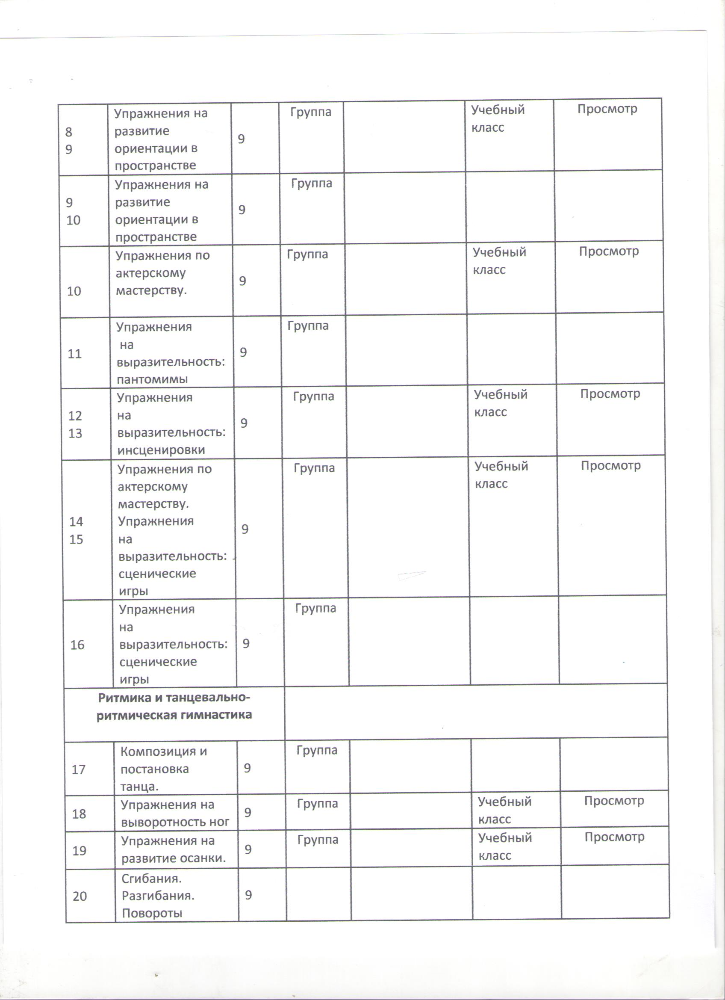 8
9
Упражнения на
развитие
ориентации в
пространстве
9
Группа
Учебный
класс
Просмотр
9
10
Упражнения на
развитие
ориентации в
пространстве
9
Группа
10
Упражнения по
актерскому
мастерству.
9
Группа
Учебный
класс
Просмотр
11
Упражнения
на
выразительность:
пантомимы
9
Группа
12
13
Упражнения
на
выразительность:
инсценировки
9
Группа
Учебный
класс
Просмотр
14
15
Упражнения по
актерскому
мастерству.
Упражнения
на
выразительность:
сценические
игры
9
Группа
Учебный
класс
Просмотр
16
Упражнения
на
выразительность:
сценические
игры
9
Группа
Ритмика и танцевально-
ритмическая гимнастика
17
Композиция и
постановка
танца.
9
Группа
18
Упражнения на
выворотность ног
9
Группа
Учебный
класс
Просмотр
19
Упражнения на
развитие осанки.
9
Группа
Учебный
класс
Просмотр
20
Сгибания.
Разгибания.
Повороты
9